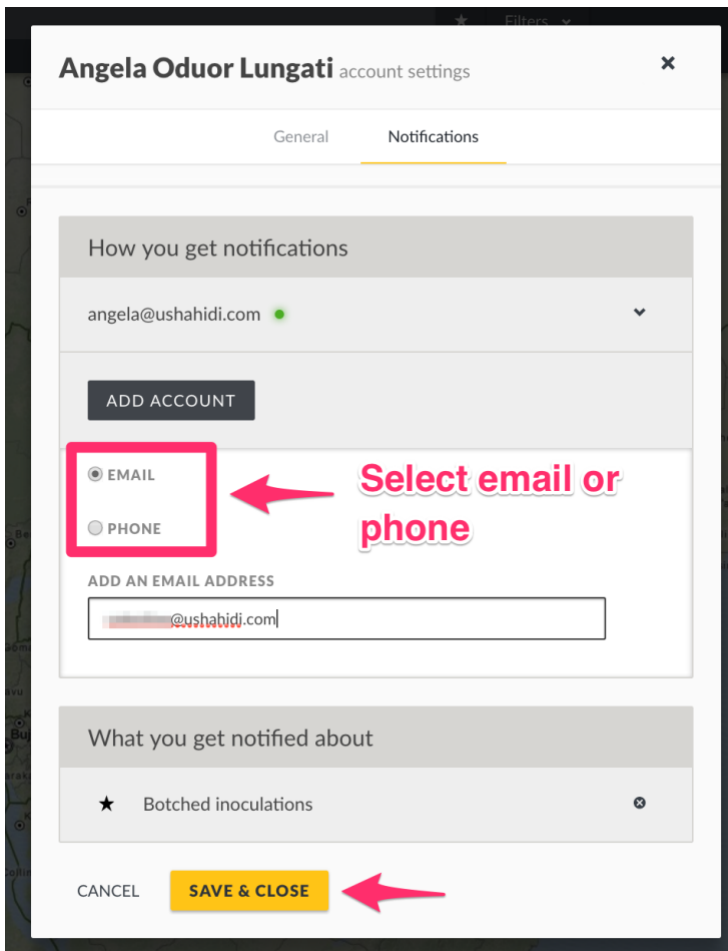 Filters
Angela Oduor Lungati account settings
General Notifications
How you get notifications
angela@ushahidi.com
ADD ACCOUNT
EMAIL
PHONE
Select email or
phone
ADD AN EMAIL ADDRESS
@ushahidi.com
What you get notified about
Botched inoculations
CANCEL SAVE & CLOSE